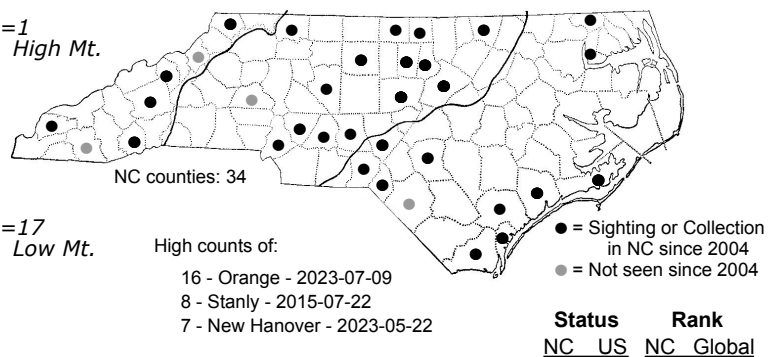 =1
High Mt.
NC counties: 34
=17
Low Mt.
High counts of:
16 - Orange - 2023-07-09
8 - Stanly - 2015-07-22
7 - New Hanover - 2023-05-22
● = Sighting or Collection
in NC since 2004
● = Not seen since 2004
Status Rank
NC US NC Global